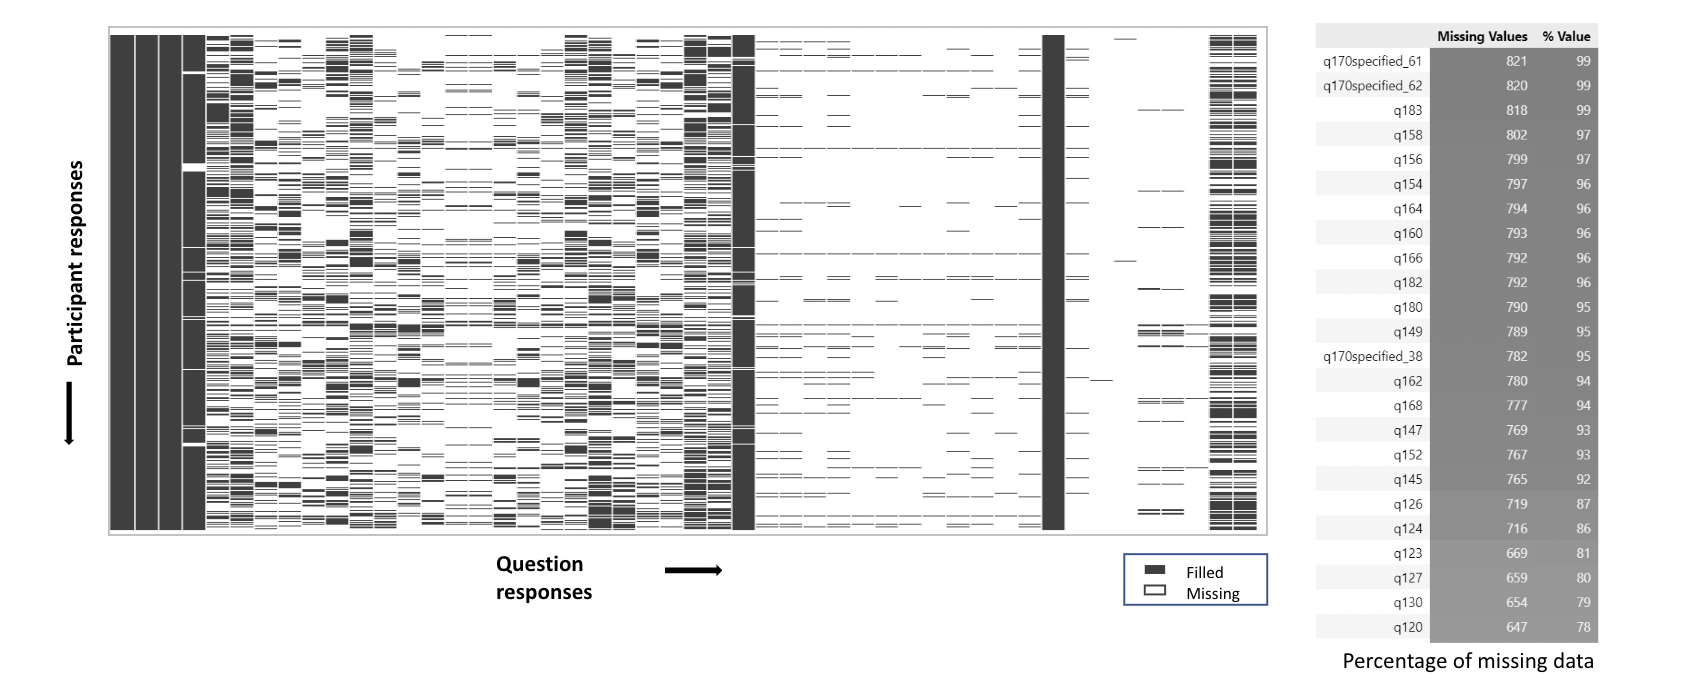 Participant responses
Question
responses
Filled
Missing
Missing Values % Value
q170specified_61 821 99
q170specified_62 820 99
q183 818 99
q158 802 97
q156 799 97
q154 797 96
q164 794 96
q160 793 96
q166 792 96
q182 792 96
q180 790 95
q149 789 95
q170specified_38 782 95
q162 780 94
q168 777 94
q147 769 93
q152 767 93
q145 765 92
q126 719 87
q124 716 86
q123 669 81
q127 659 80
q130 654 79
q120 647 78
Percentage of missing data